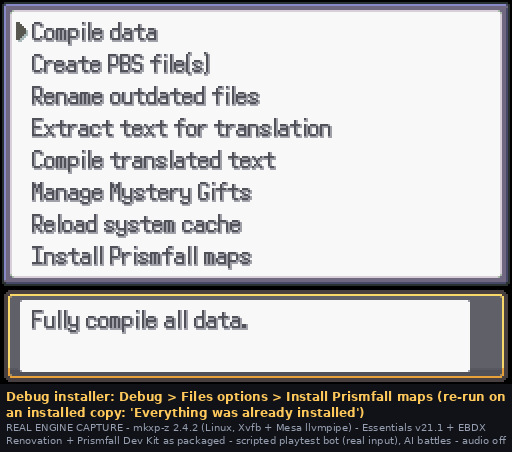 Compile data
Create PBS file(s)
Rename outdated files
Extract text for translation
Compile translated text
Manage Mystery Gifts
Reload system cache
Install Prismfall maps
Fully compile all data.
Debug installer: Debug > Files options > Install Prismfall maps (re-run on
an installed copy: 'Everything was already installed')
REAL ENGINE CAPTURE - mkxp-z 2.4.2 (Linux, Xvfb + Mesa llvmpipe) - Essentials v21.1 + EBDX
Renovation + Prismfall Dev Kit as packaged - scripted playtest bot (real input), AI battles - audio off